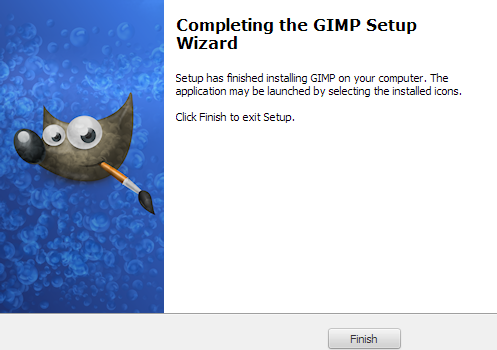 Completing the GIMP Setup
Wizard
Setup has finished installing GIMP on your computer. The
application may be launched by selecting the installed icons.
Click Finish to exit Setup.
Finish